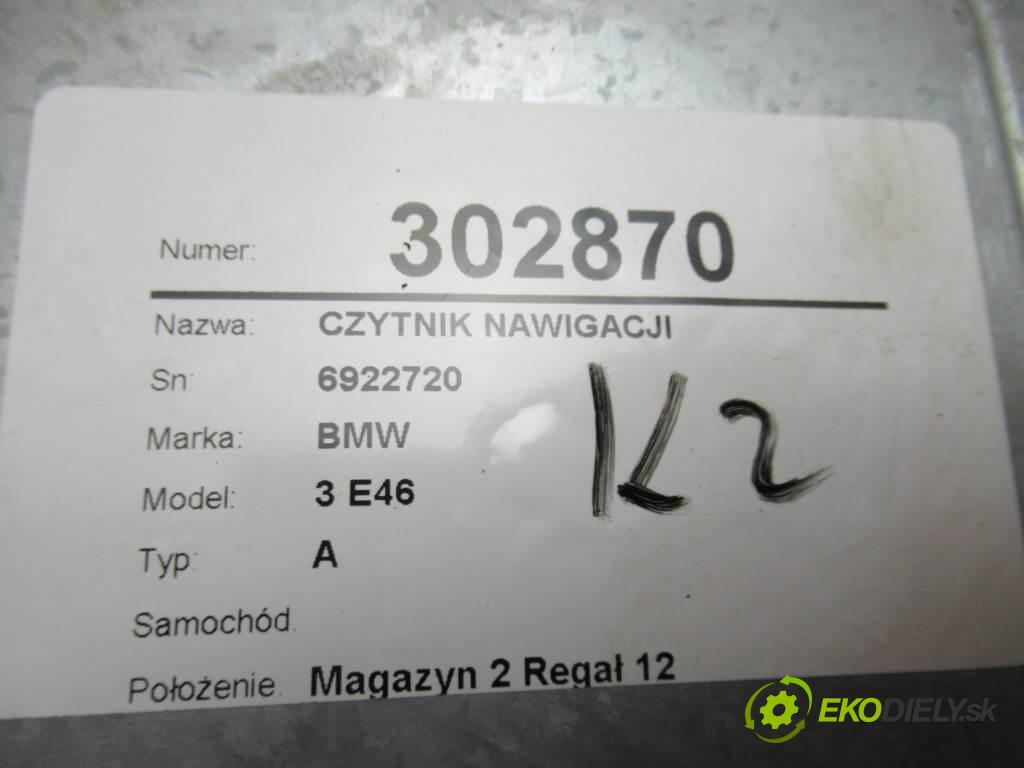 Numer: 302870
Nazwa: CZYTNIK NAWIGACJI
Sn: 6922720
Marka: BMW
Model: 3 E46
Typ: A
K2
Samochód:
Położenie: Magazyn 2 Regał 12
EKODIELY.sk